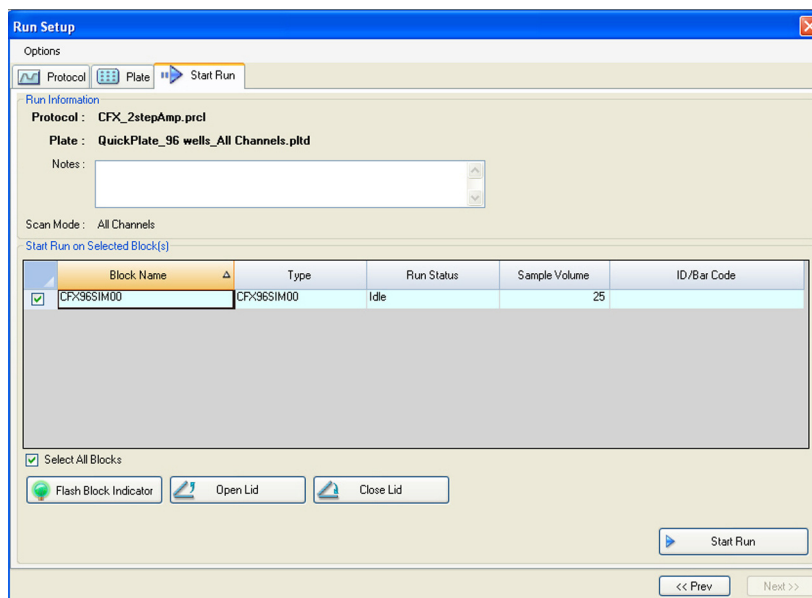 Run Setup
Options
Protocol Plate Start Run
Run Information
Protocol : CFX_2stepAmp.prcl
Plate : QuickPlate_96 wells_All Channels.pltd
Notes :
Scan Mode : All Channels
Start Run on Selected Block(s)
Block Name Type Run Status Sample Volume ID/Bar Code
CFX96SIM00 CFX96SIM00 Idle 25
Select All Blocks
Flash Block Indicator Open Lid Close Lid
Start Run
<< Prev Next >>